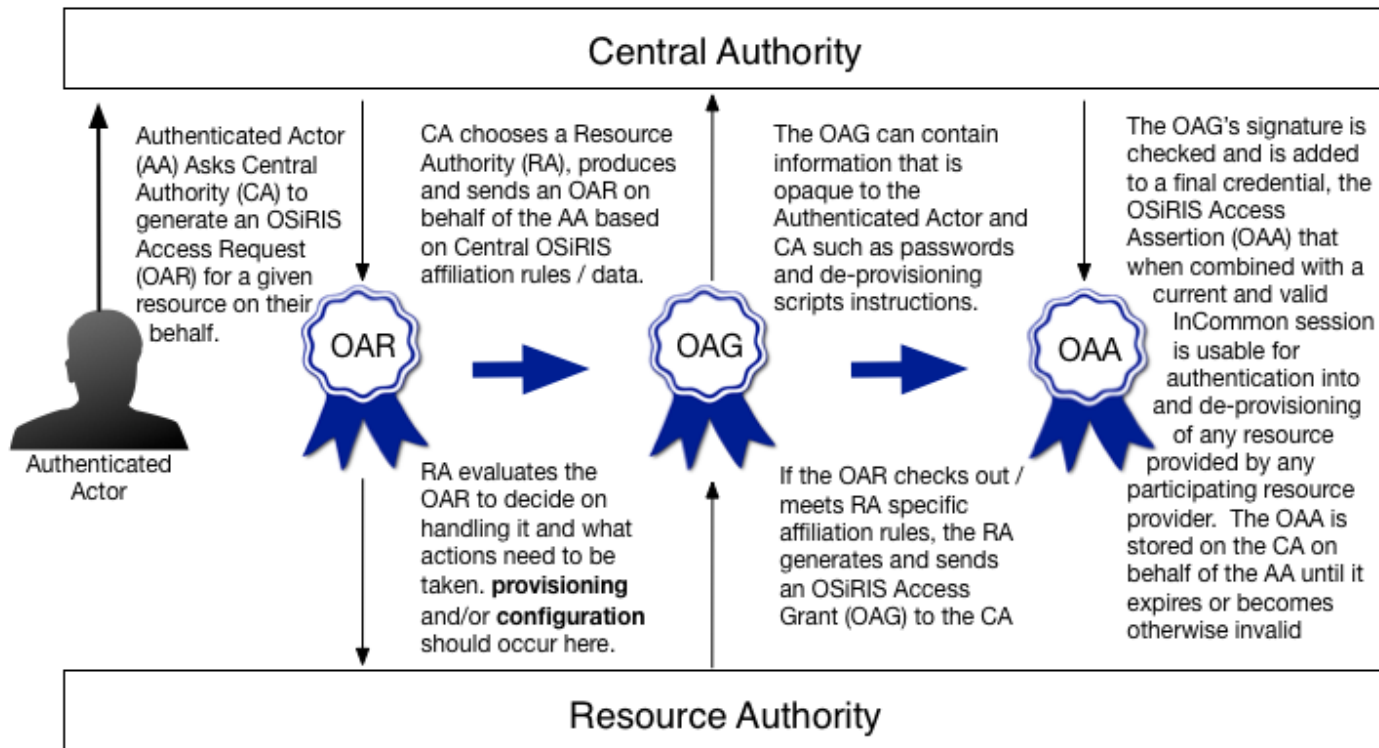 Central Authority
Authenticated Actor
(AA) Asks Central
Authority (CA) to
generate an OSiRIS
Access Request
(OAR) for a given
resource on their
behalf.
Authenticated
Actor
CA chooses a Resource
Authority (RA), produces
and sends an OAR on
behalf of the AA based
on Central OSiRIS
affiliation rules / data.
OAR
RA evaluates the
OAR to decide on
handling it and what
actions need to be
taken. provisioning
and/or configuration
should occur here.
The OAG can contain
information that is
opaque to the
Authenticated Actor and
CA such as passwords
and de-provisioning
scripts instructions.
OAG
If the OAR checks out /
meets RA specific
affiliation rules, the RA
generates and sends
an OSiRIS Access
Grant (OAG) to the CA
OAA
The OAG's signature is
checked and is added
to a final credential, the
OSiRIS Access
Assertion (OAA) that
when combined with a
current and valid
InCommon session
is usable for
authentication into
and de-provisioning
of any resource
provided by any
participating resource
provider. The OAA is
stored on the CA on
behalf of the AA until it
expires or becomes
otherwise invalid
Resource Authority